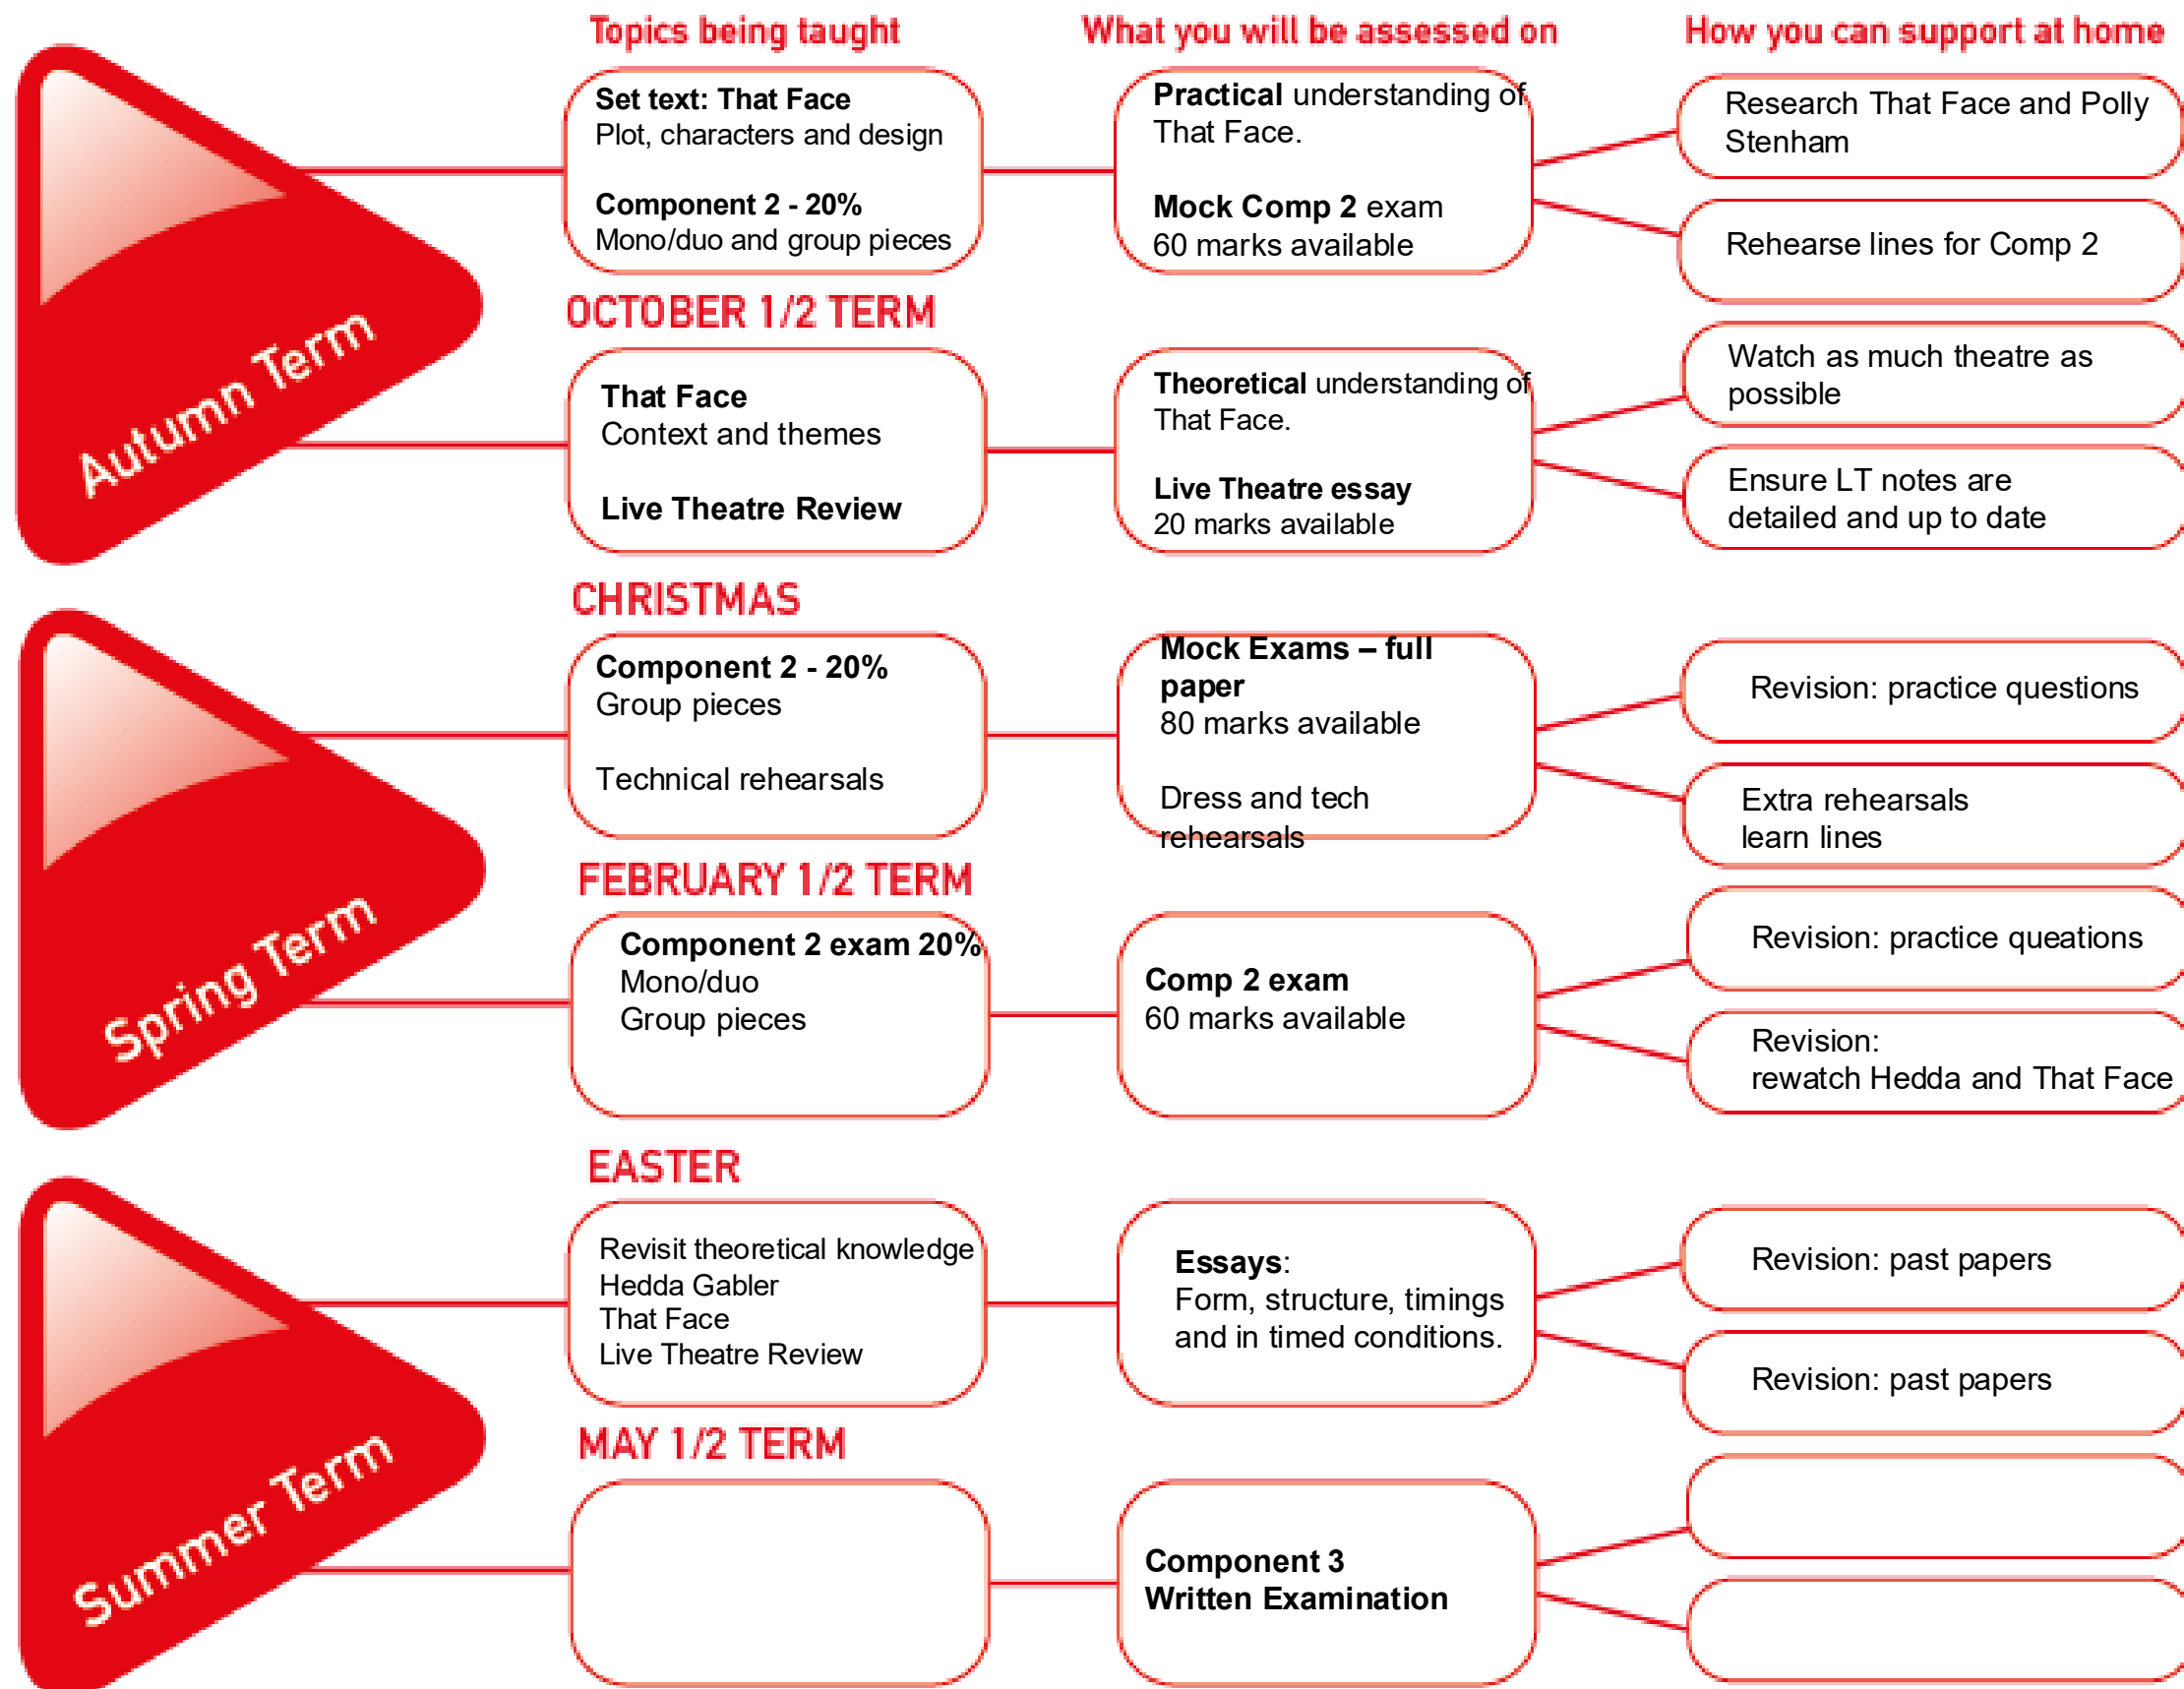 Topics being taught
What you will be assessed on
How you can support at home
Autumn Term
Set text: That Face
Plot, characters and design
Component 2 - 20%
Mono/duo and group pieces
Practical understanding of
That Face.
Mock Comp 2 exam
60 marks available
Research That Face and Polly
Stenham
Rehearse lines for Comp 2
OCTOBER 1/2 TERM
That Face
Context and themes
Live Theatre Review
Theoretical understanding of
That Face.
Live Theatre essay
20 marks available
Watch as much theatre as
possible
Ensure LT notes are
detailed and up to date
CHRISTMAS
Spring Term
Component 2 - 20%
Group pieces
Technical rehearsals
Mock Exams – full
paper
80 marks available
Dress and tech
rehearsals
Revision: practice questions
Extra rehearsals
learn lines
FEBRUARY 1/2 TERM
Component 2 exam 20%
Mono/duo
Group pieces
Comp 2 exam
60 marks available
Revision: practice queations
Revision:
rewatch Hedda and That Face
EASTER
Summer Term
Revisit theoretical knowledge
Hedda Gabler
That Face
Live Theatre Review
Essays:
Form, structure, timings
and in timed conditions.
Revision: past papers
Revision: past papers
MAY 1/2 TERM
Component 3
Written Examination